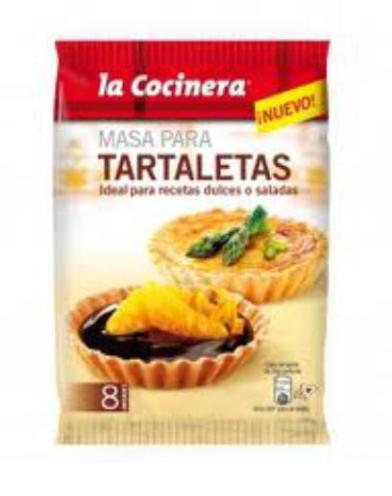 la Cocinera
¡NUEVO!
MASA PARA
TARTALETAS
Ideal para recetas dulces o saladas
8